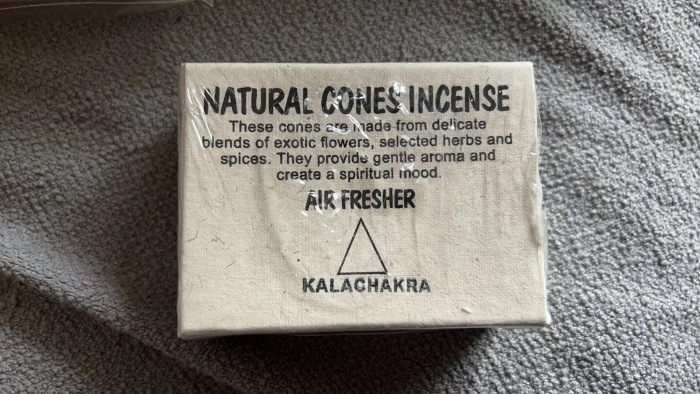 NATURAL CONES INCENSE
These cones are made from delicate
blends of exotic flowers, selected herbs and
spices. They provide gentle aroma and
create a spiritual mood.
AIR FRESHER
KALACHAKRA